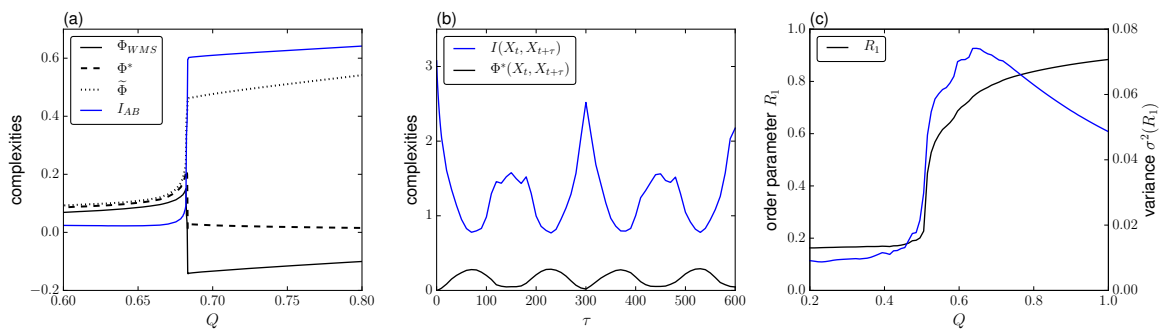 (a)
complexities
0.6
0.4
0.2
0.0
−0.2
Φ_WMS
Φ*
Φ̃
I_AB
0.60 0.65 0.70 0.75 0.80
Q
(b)
complexities
3
2
1
0
I(X_t, X_{t+τ})
Φ*(X_t, X_{t+τ})
0 100 200 300 400 500 600
τ
(c)
order parameter R_1
1.0
0.8
0.6
0.4
0.2
0.0
R_1
0.2 0.4 0.6 0.8 1.0
Q
0.08
0.06
0.04
0.02
0.00
variance σ²(R_1)